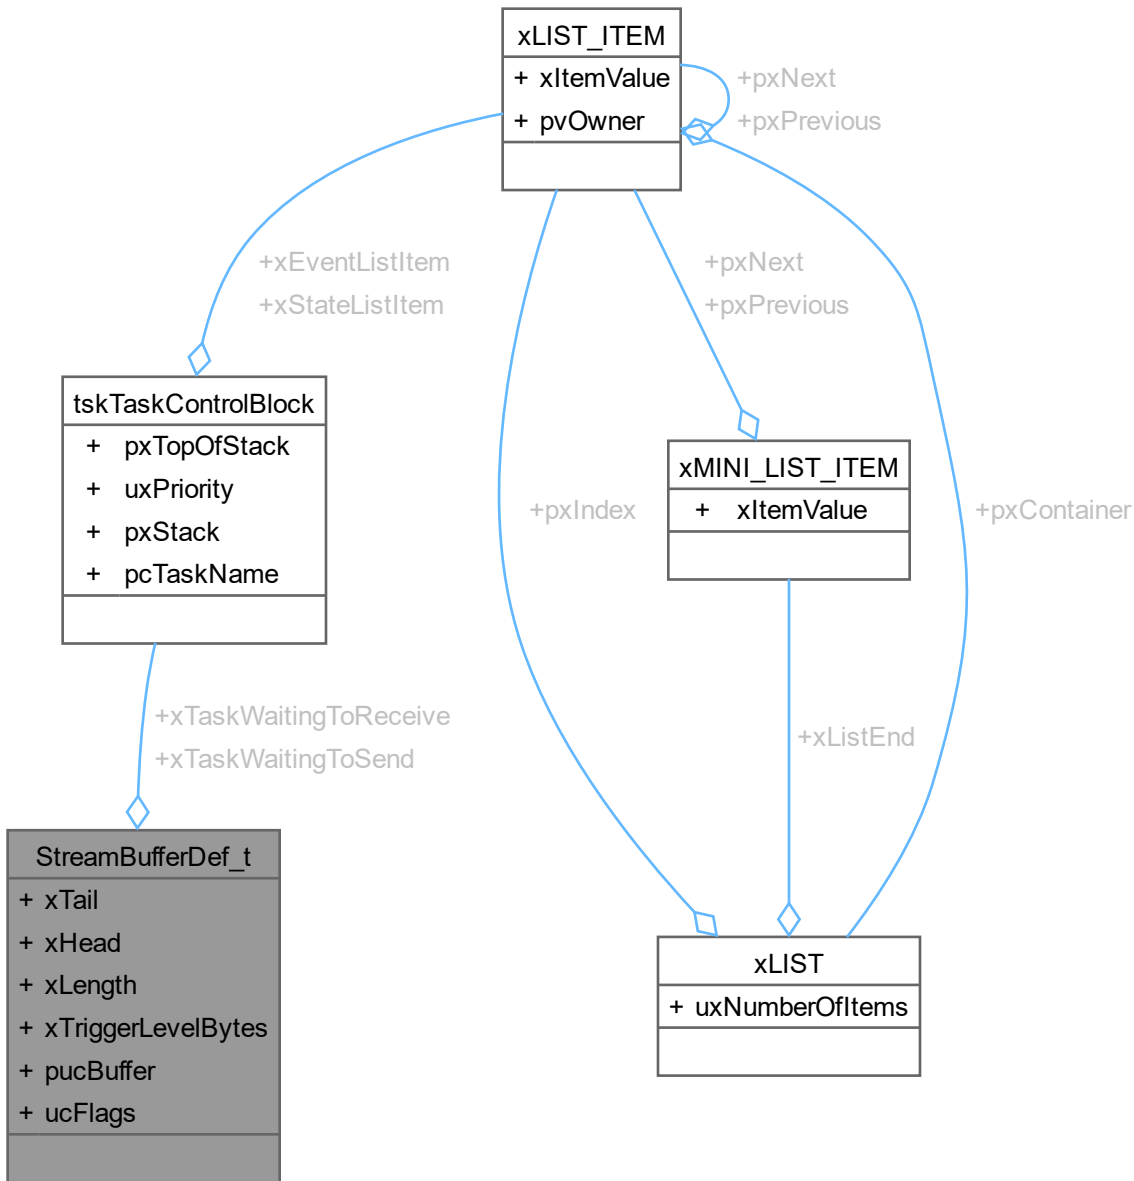 xLIST_ITEM
+ xItemValue
+ pvOwner
+pxNext
+pxPrevious
+xEventListItem
+xStateListItem
+pxNext
+pxPrevious
tskTaskControlBlock
+ pxTopOfStack
+ uxPriority
+ pxStack
+ pcTaskName
xMINI_LIST_ITEM
+ xItemValue
+pxIndex
+pxContainer
+xTaskWaitingToReceive
+xTaskWaitingToSend
+xListEnd
StreamBufferDef_t
+ xTail
+ xHead
+ xLength
+ xTriggerLevelBytes
+ pucBuffer
+ ucFlags
xLIST
+ uxNumberOfItems